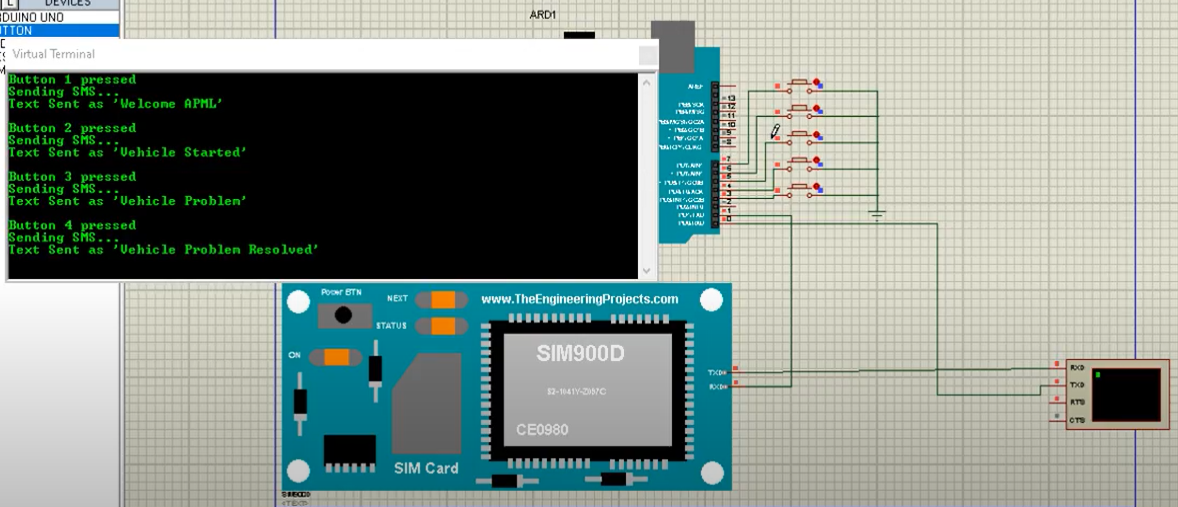 DEVICES
RDUINO UNO
UTTON
ARD1
Virtual Terminal
Button 1 pressed
Sending SMS...
Text Sent as 'Welcome APML'
Button 2 pressed
Sending SMS...
Text Sent as 'Vehicle Started'
Button 3 pressed
Sending SMS...
Text Sent as 'Vehicle Problem'
Button 4 pressed
Sending SMS...
Text Sent as 'Vehicle Problem Resolved'
AREF
13
12
11
10
9
8
7
6
5
4
3
2
1
0
Power BTN
NEXT
www.TheEngineeringProjects.com
STATUS
ON
SIM900D
CE0980
SIM Card
TXD
RXD
RXD
TXD
RTS
CTS
<TEXT>